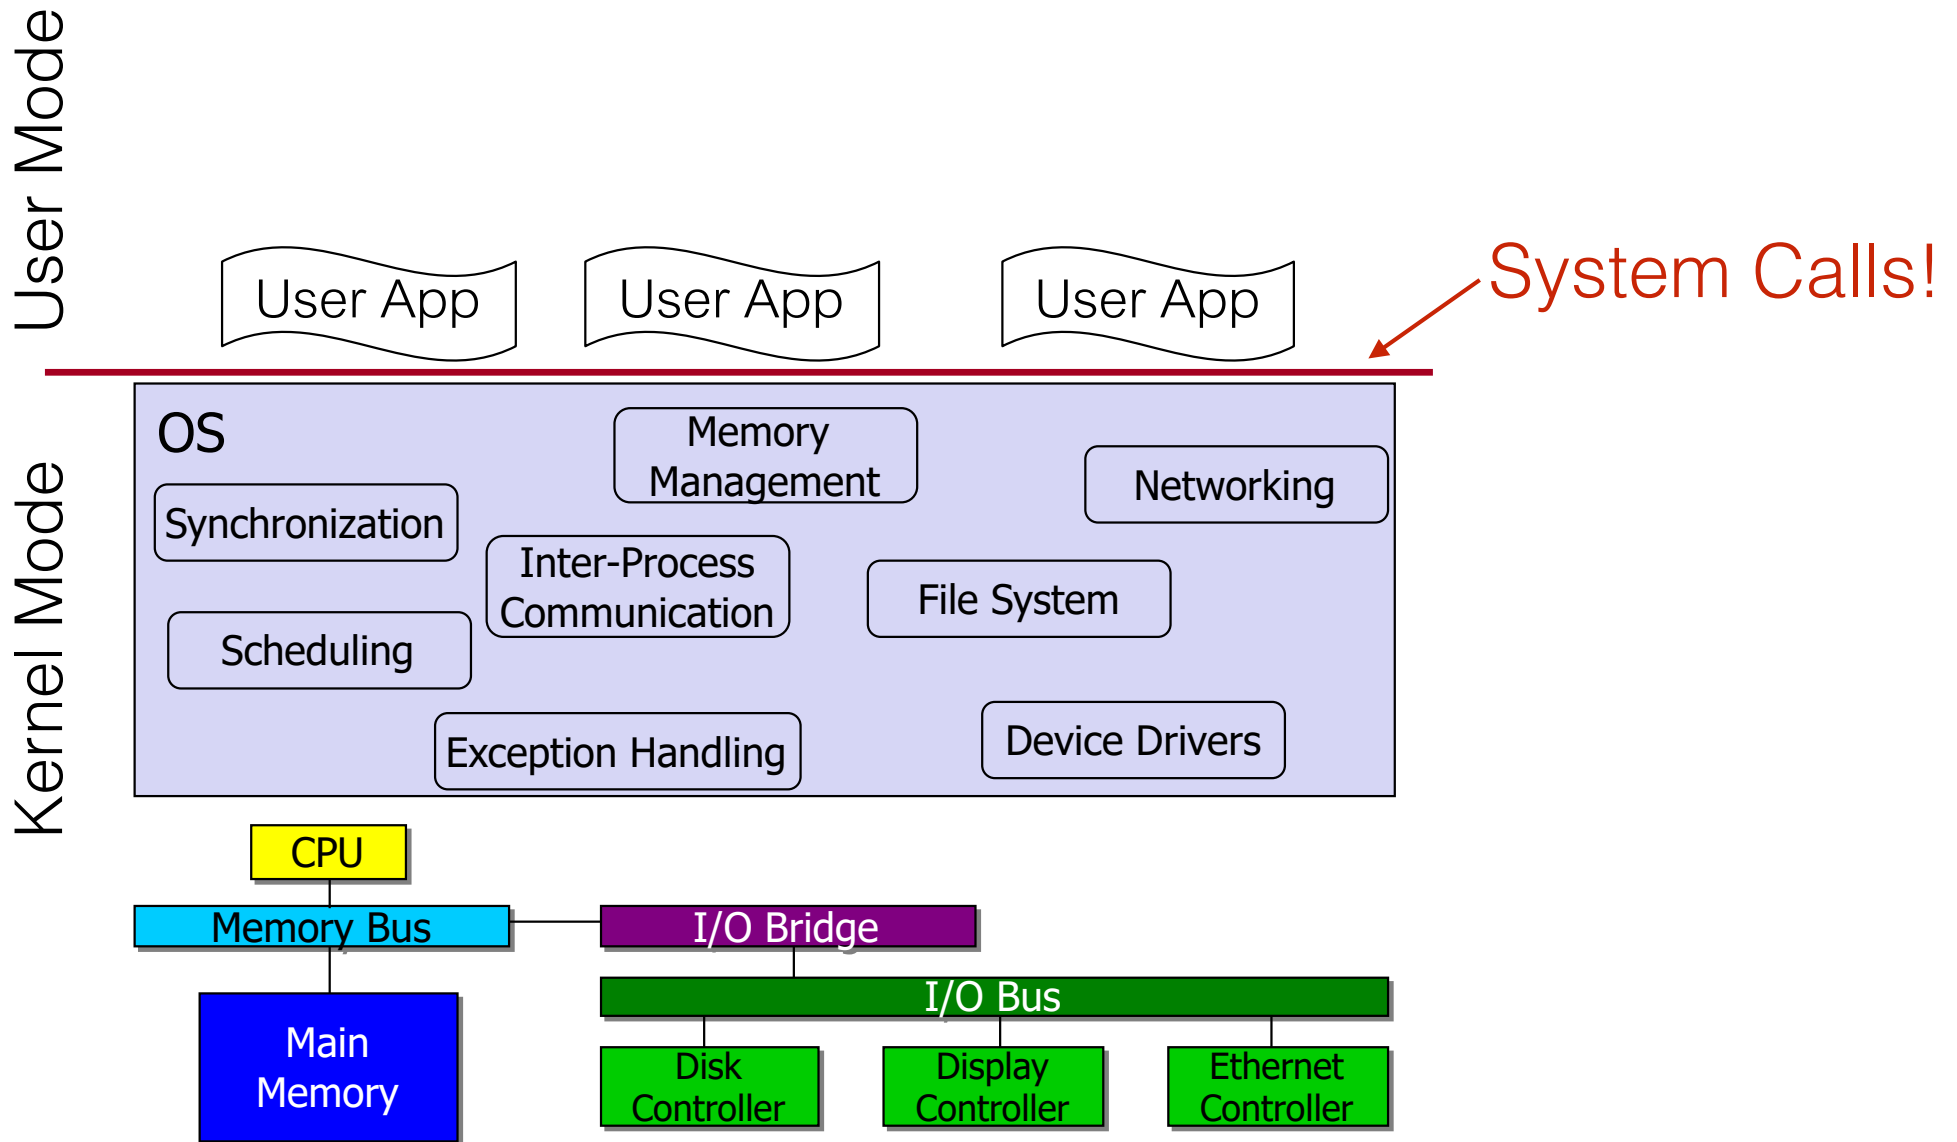 User Mode
User App
User App
User App
System Calls!
Kernel Mode
OS
Memory
Management
Networking
Synchronization
Inter-Process
Communication
File System
Scheduling
Exception Handling
Device Drivers
CPU
Memory Bus
I/O Bridge
I/O Bus
Main
Memory
Disk
Controller
Display
Controller
Ethernet
Controller